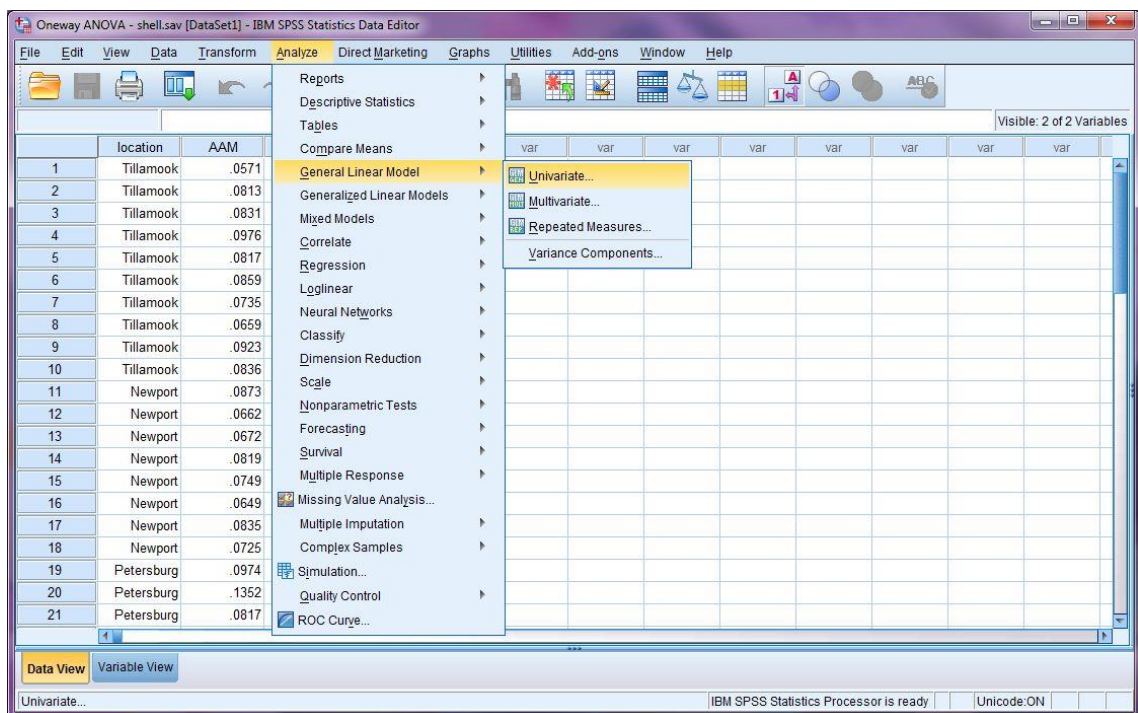 Oneway ANOVA - shell.sav [DataSet1] - IBM SPSS Statistics Data Editor
File Edit View Data Transform Analyze Direct Marketing Graphs Utilities Add-ons Window Help
A
1
ABC
Visible: 2 of 2 Variables
location AAM var var var var var var var var
1 Tillamook .0571
2 Tillamook .0813
3 Tillamook .0831
4 Tillamook .0976
5 Tillamook .0817
6 Tillamook .0859
7 Tillamook .0735
8 Tillamook .0659
9 Tillamook .0923
10 Tillamook .0836
11 Newport .0873
12 Newport .0662
13 Newport .0672
14 Newport .0819
15 Newport .0749
16 Newport .0649
17 Newport .0835
18 Newport .0725
19 Petersburg .0974
20 Petersburg .1352
21 Petersburg .0817
Reports
Descriptive Statistics
Tables
Compare Means
General Linear Model
Generalized Linear Models
Mixed Models
Correlate
Regression
Loglinear
Neural Networks
Classify
Dimension Reduction
Scale
Nonparametric Tests
Forecasting
Survival
Multiple Response
Missing Value Analysis...
Multiple Imputation
Complex Samples
Simulation...
Quality Control
ROC Curve...
Univariate...
Multivariate...
Repeated Measures...
Variance Components...
Data View Variable View
Univariate... IBM SPSS Statistics Processor is ready Unicode:ON